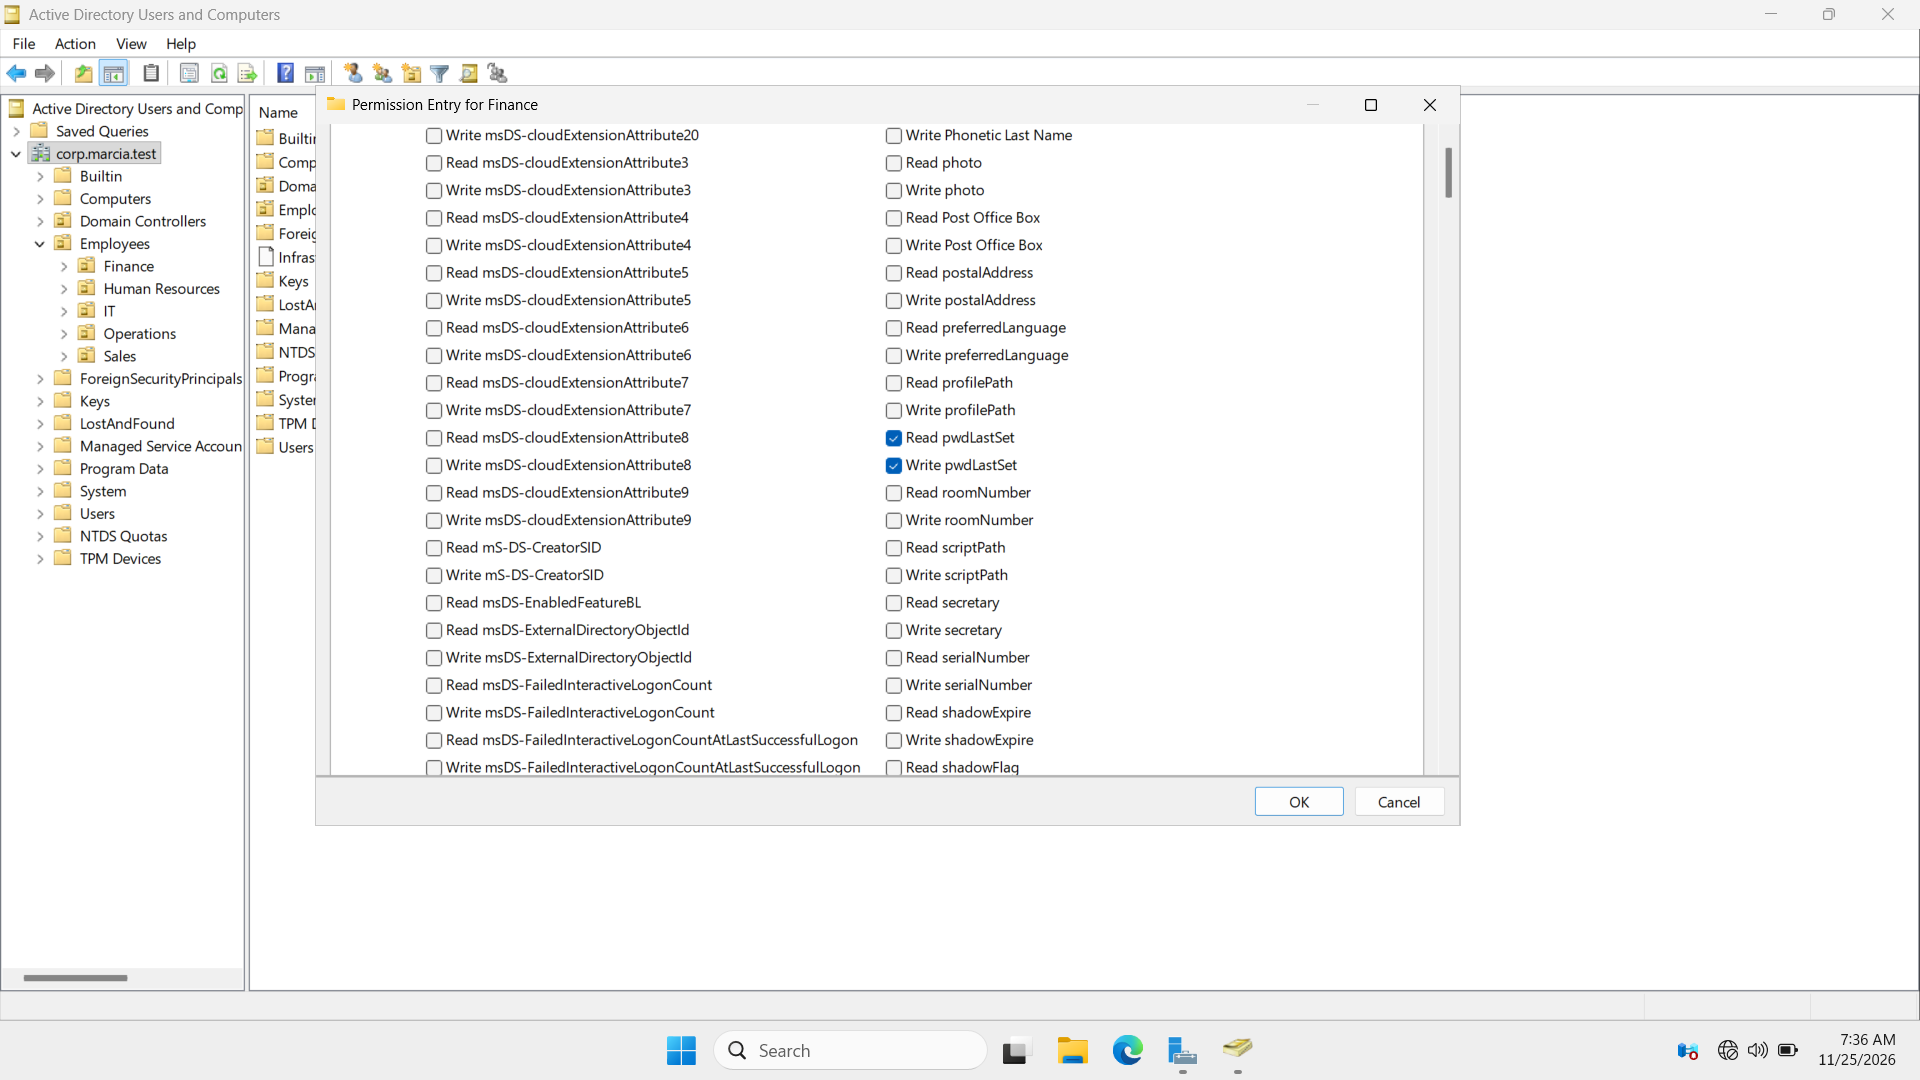 Active Directory Users and Computers
File Action View Help
Active Directory Users and Comp
Saved Queries
corp.marcia.test
Builtin
Computers
Domain Controllers
Employees
Finance
Human Resources
IT
Operations
Sales
ForeignSecurityPrincipals
Keys
LostAndFound
Managed Service Accoun
Program Data
System
Users
NTDS Quotas
TPM Devices
Name
Builtin
Comp
Doma
Emplo
Foreig
Infras
Keys
LostA
Mana
NTDS
Progra
System
TPM D
Users
Permission Entry for Finance
Write msDS-cloudExtensionAttribute20
Read msDS-cloudExtensionAttribute3
Write msDS-cloudExtensionAttribute3
Read msDS-cloudExtensionAttribute4
Write msDS-cloudExtensionAttribute4
Read msDS-cloudExtensionAttribute5
Write msDS-cloudExtensionAttribute5
Read msDS-cloudExtensionAttribute6
Write msDS-cloudExtensionAttribute6
Read msDS-cloudExtensionAttribute7
Write msDS-cloudExtensionAttribute7
Read msDS-cloudExtensionAttribute8
Write msDS-cloudExtensionAttribute8
Read msDS-cloudExtensionAttribute9
Write msDS-cloudExtensionAttribute9
Read mS-DS-CreatorSID
Write mS-DS-CreatorSID
Read msDS-EnabledFeatureBL
Read msDS-ExternalDirectoryObjectId
Write msDS-ExternalDirectoryObjectId
Read msDS-FailedInteractiveLogonCount
Write msDS-FailedInteractiveLogonCount
Read msDS-FailedInteractiveLogonCountAtLastSuccessfulLogon
Write msDS-FailedInteractiveLogonCountAtLastSuccessfulLogon
Write Phonetic Last Name
Read photo
Write photo
Read Post Office Box
Write Post Office Box
Read postalAddress
Write postalAddress
Read preferredLanguage
Write preferredLanguage
Read profilePath
Write profilePath
Read pwdLastSet
Write pwdLastSet
Read roomNumber
Write roomNumber
Read scriptPath
Write scriptPath
Read secretary
Write secretary
Read serialNumber
Write serialNumber
Read shadowExpire
Write shadowExpire
Read shadowFlag
OK Cancel
Search
7:36 AM
11/25/2026